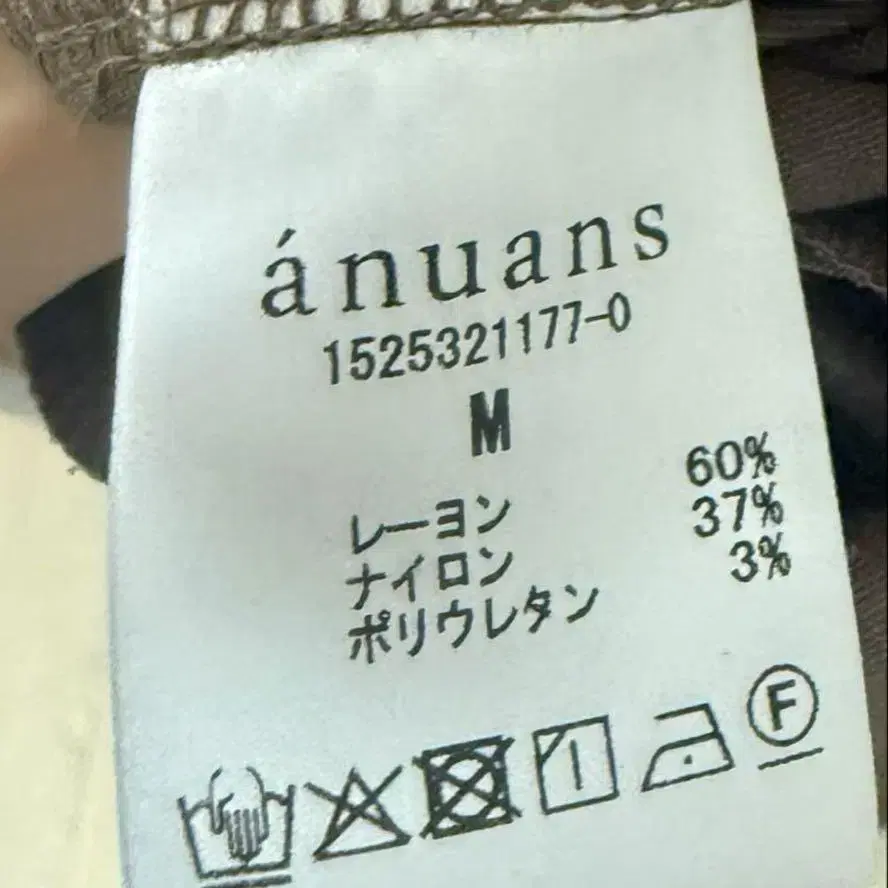 ánuans
1525321177-0
M
レーヨン 60%
ナイロン 37%
ポリウレタン 3%
F